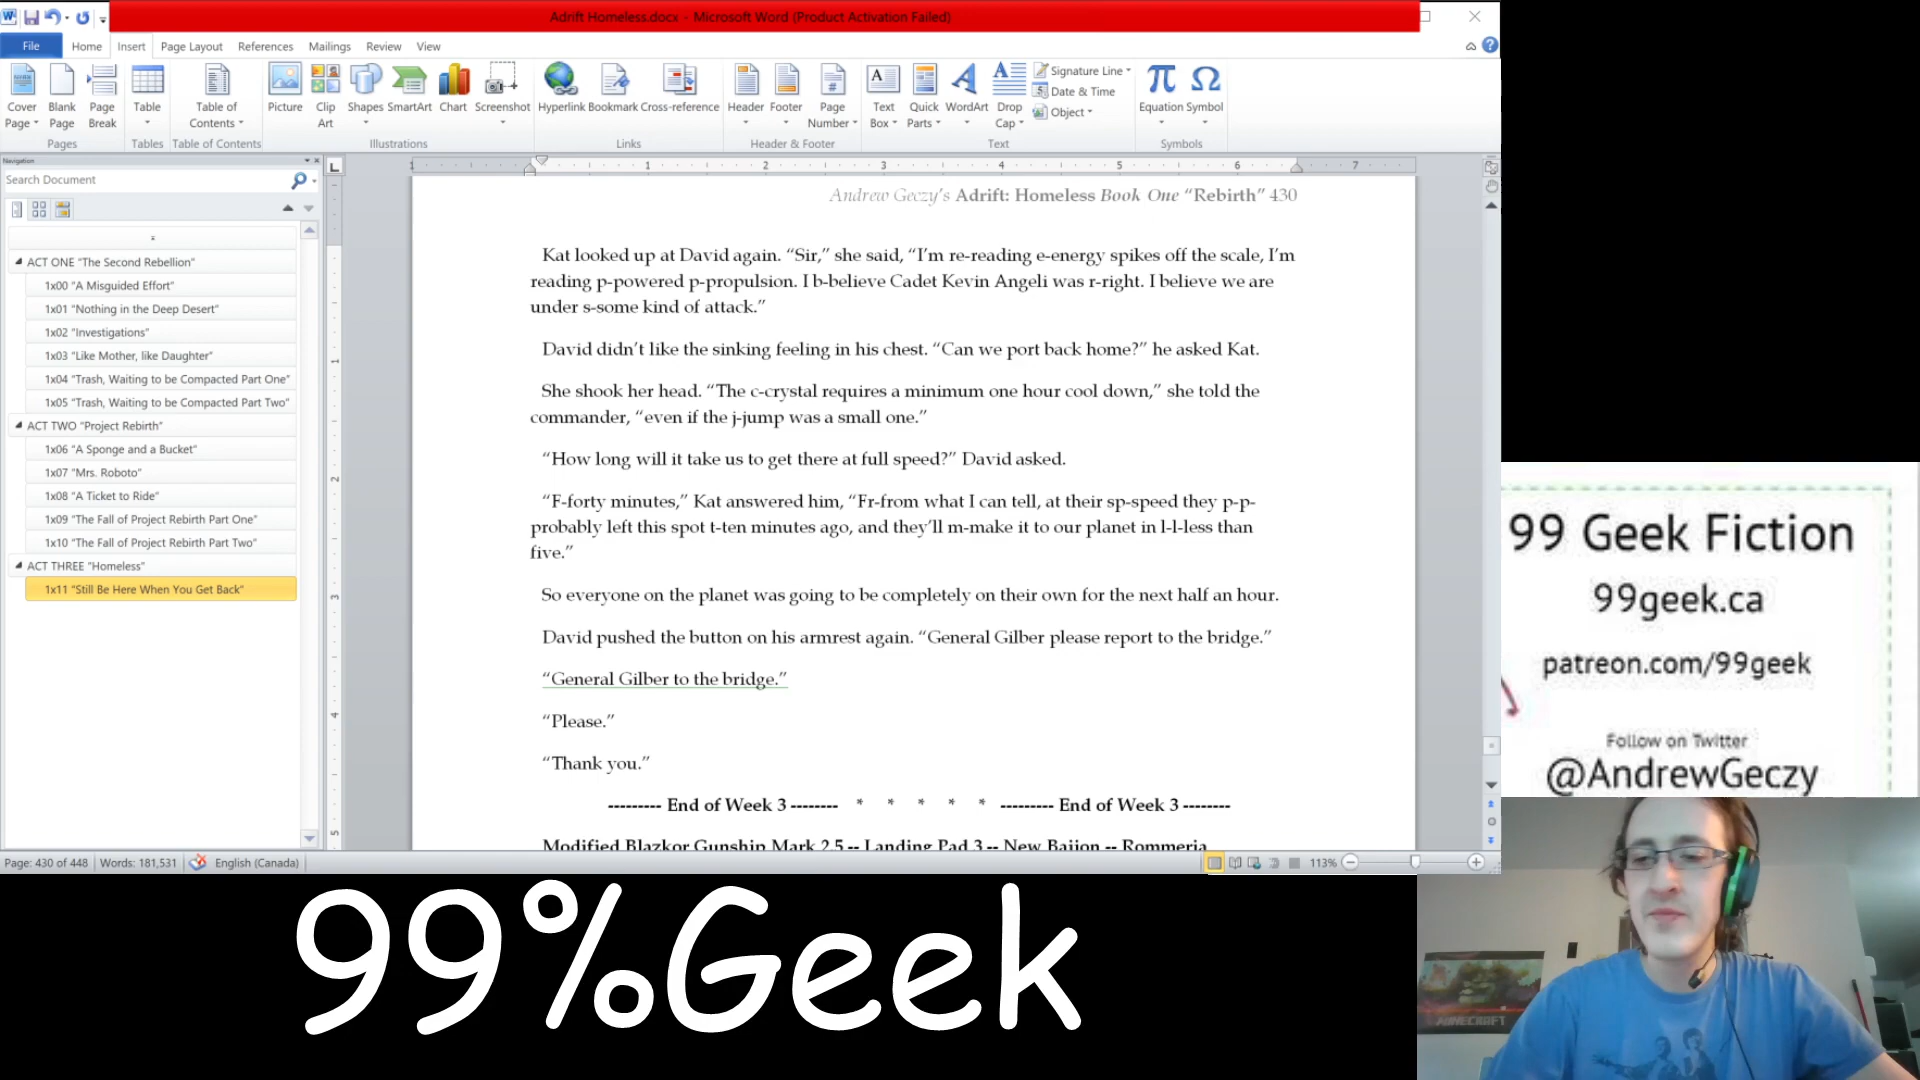 Adrift Homeless.docx - Microsoft Word (Product Activation Failed)
File Home Insert Page Layout References Mailings Review View
Cover Page
Blank Page
Page Break
Table
Table of Contents
Picture
Clip Art
Shapes
SmartArt
Chart
Screenshot
Hyperlink
Bookmark
Cross-reference
Header
Footer
Page Number
Text Box
Quick Parts
WordArt
Drop Cap
Signature Line
Date & Time
Object
Equation
Symbol
Pages Tables Table of Contents Illustrations Links Header & Footer Text Symbols
Navigation
Search Document
ACT ONE “The Second Rebellion”
1x00 “A Misguided Effort”
1x01 “Nothing in the Deep Desert”
1x02 “Investigations”
1x03 “Like Mother, like Daughter”
1x04 “Trash, Waiting to be Compacted Part One”
1x05 “Trash, Waiting to be Compacted Part Two”
ACT TWO “Project Rebirth”
1x06 “A Sponge and a Bucket”
1x07 “Mrs. Roboto”
1x08 “A Ticket to Ride”
1x09 “The Fall of Project Rebirth Part One”
1x10 “The Fall of Project Rebirth Part Two”
ACT THREE “Homeless”
1x11 “Still Be Here When You Get Back”
1 1 2 3 4 5 6 7
1
2
3
4
5
Andrew Geczy’s Adrift: Homeless Book One “Rebirth” 430
Kat looked up at David again. “Sir,” she said, “I’m re-reading e-energy spikes off the scale, I’m
reading p-powered p-propulsion. I b-believe Cadet Kevin Angeli was r-right. I believe we are
under s-some kind of attack.”
David didn’t like the sinking feeling in his chest. “Can we port back home?” he asked Kat.
She shook her head. “The c-crystal requires a minimum one hour cool down,” she told the
commander, “even if the j-jump was a small one.”
“How long will it take us to get there at full speed?” David asked.
“F-forty minutes,” Kat answered him, “Fr-from what I can tell, at their sp-speed they p-p-
probably left this spot t-ten minutes ago, and they’ll m-make it to our planet in l-l-less than
five.”
So everyone on the planet was going to be completely on their own for the next half an hour.
David pushed the button on his armrest again. “General Gilber please report to the bridge.”
“General Gilber to the bridge.”
“Please.”
“Thank you.”
--------- End of Week 3 -------- * * * * * --------- End of Week 3 --------
Modified Blazkor Gunship Mark 2.5 -- Landing Pad 3 -- New Bajion -- Rommeria
Page: 430 of 448 Words: 181,531 English (Canada) 113%
99 Geek Fiction
99geek.ca
patreon.com/99geek
Follow on Twitter
@AndrewGeczy
99%Geek
MINECRAFT